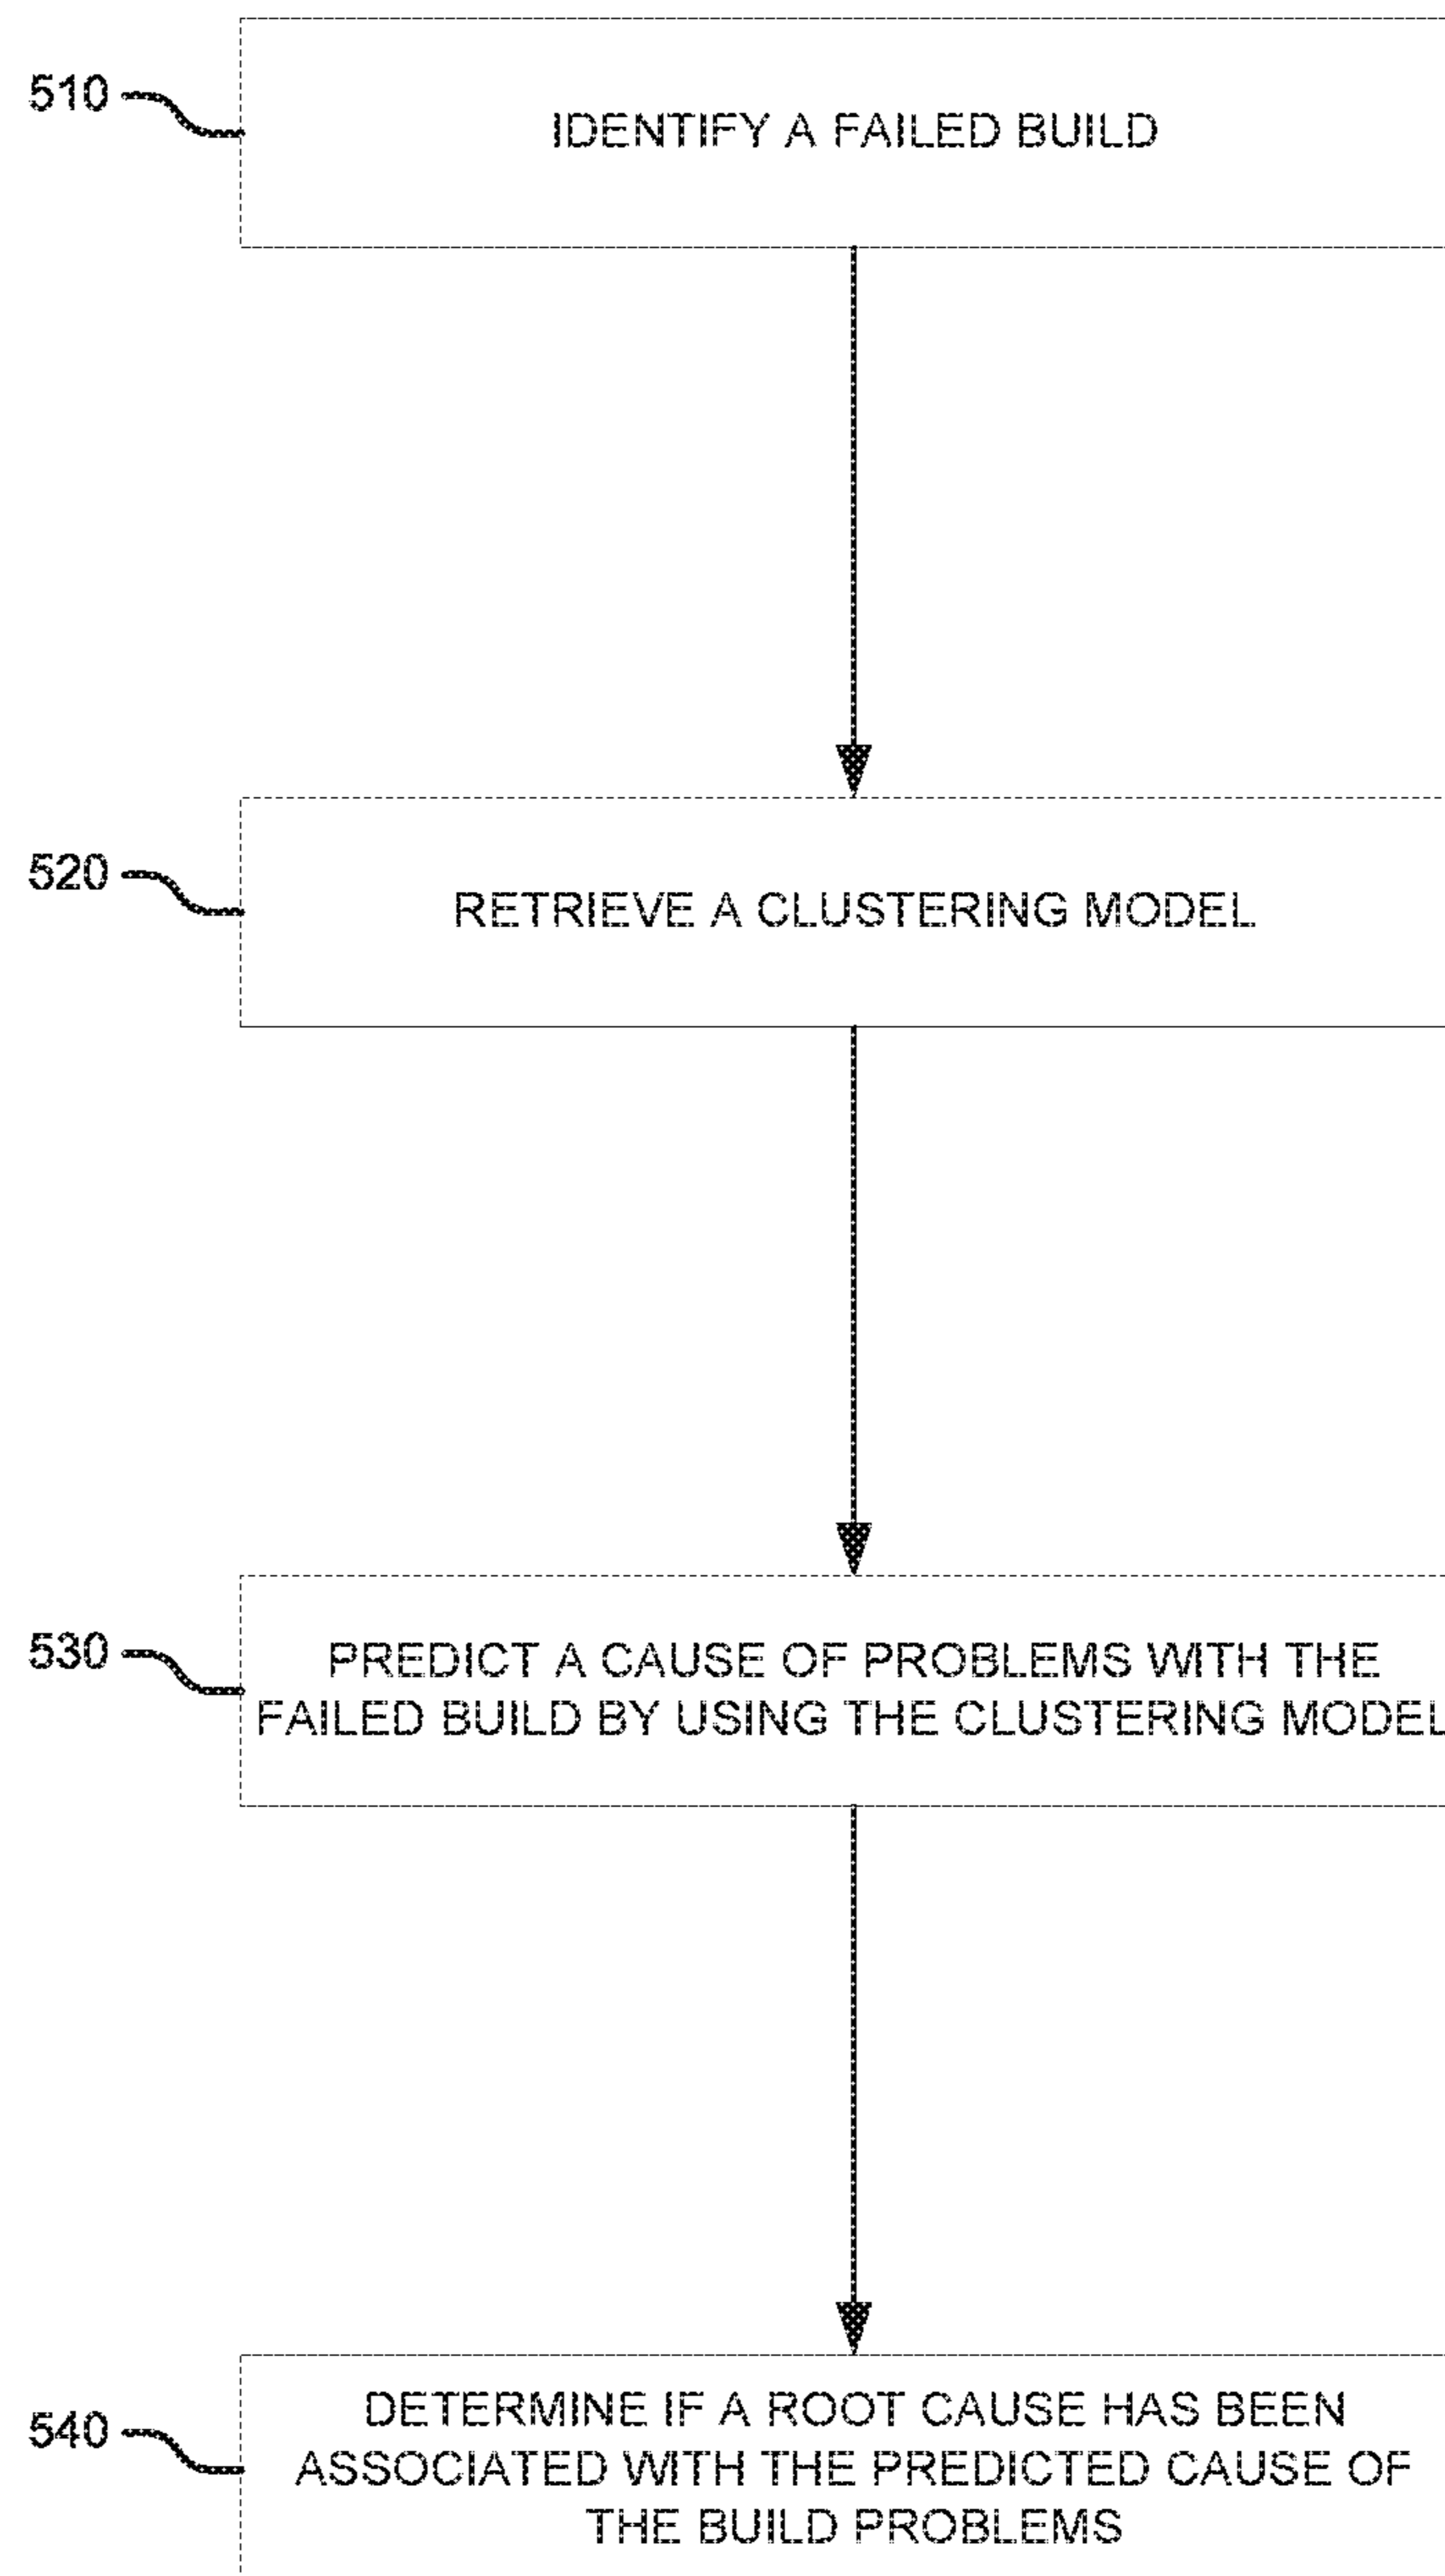 510
IDENTIFY A FAILED BUILD
520
RETRIEVE A CLUSTERING MODEL
530
PREDICT A CAUSE OF PROBLEMS WITH THE
FAILED BUILD BY USING THE CLUSTERING MODEL
540
DETERMINE IF A ROOT CAUSE HAS BEEN
ASSOCIATED WITH THE PREDICTED CAUSE OF
THE BUILD PROBLEMS